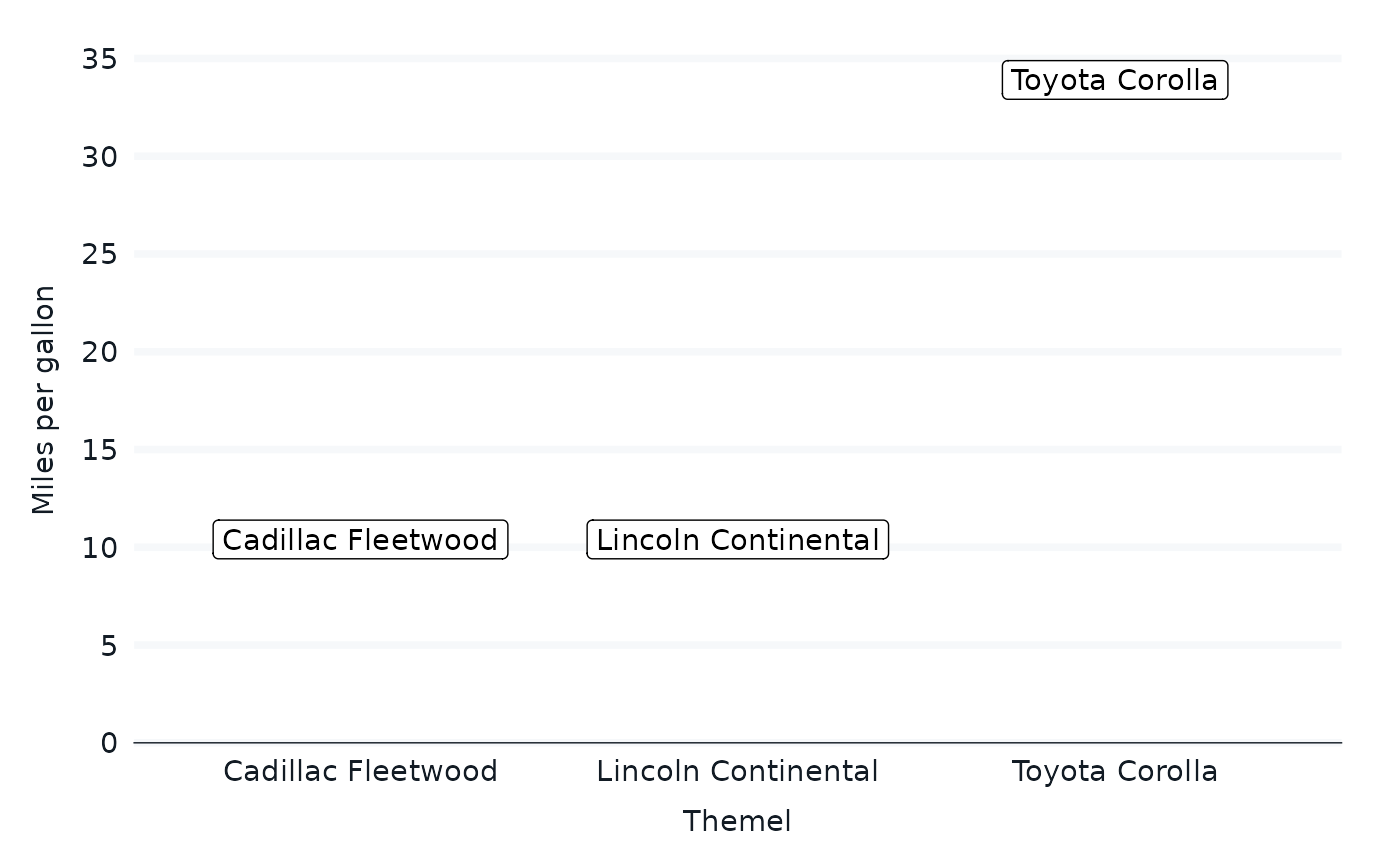 35
Toyota Corolla
30
25
20
15
10
5
0
Miles per gallon
Cadillac Fleetwood
Lincoln Continental
Cadillac Fleetwood
Lincoln Continental
Toyota Corolla
Themel